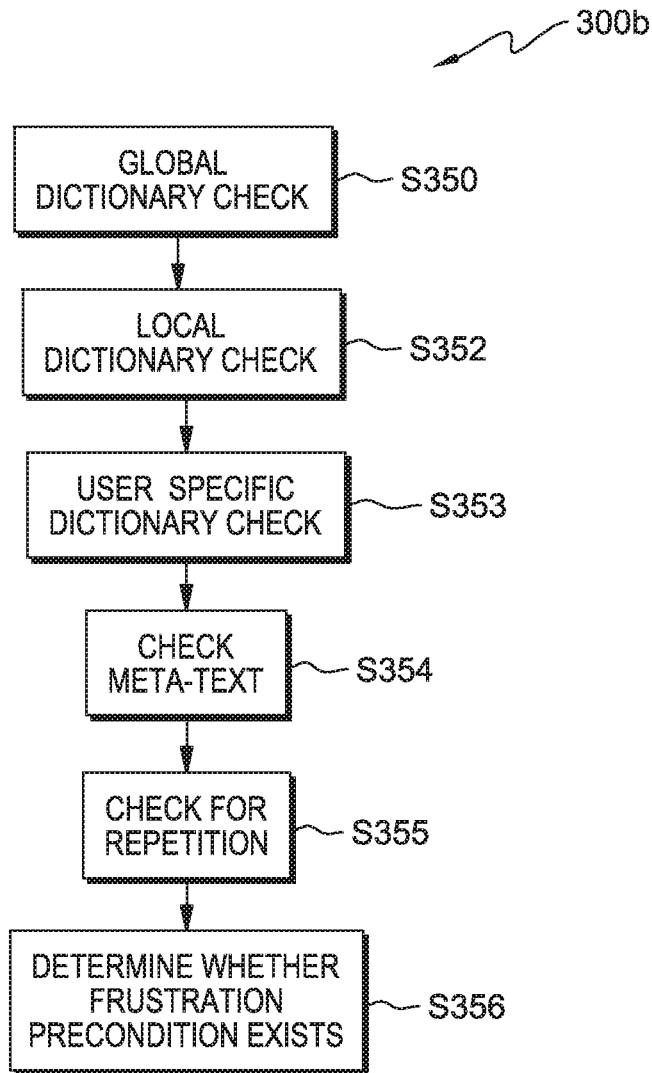 300b
GLOBAL
DICTIONARY CHECK
S350
LOCAL
DICTIONARY CHECK
S352
USER SPECIFIC
DICTIONARY CHECK
S353
CHECK
META-TEXT
S354
CHECK FOR
REPETITION
S355
DETERMINE WHETHER
FRUSTRATION
PRECONDITION EXISTS
S356